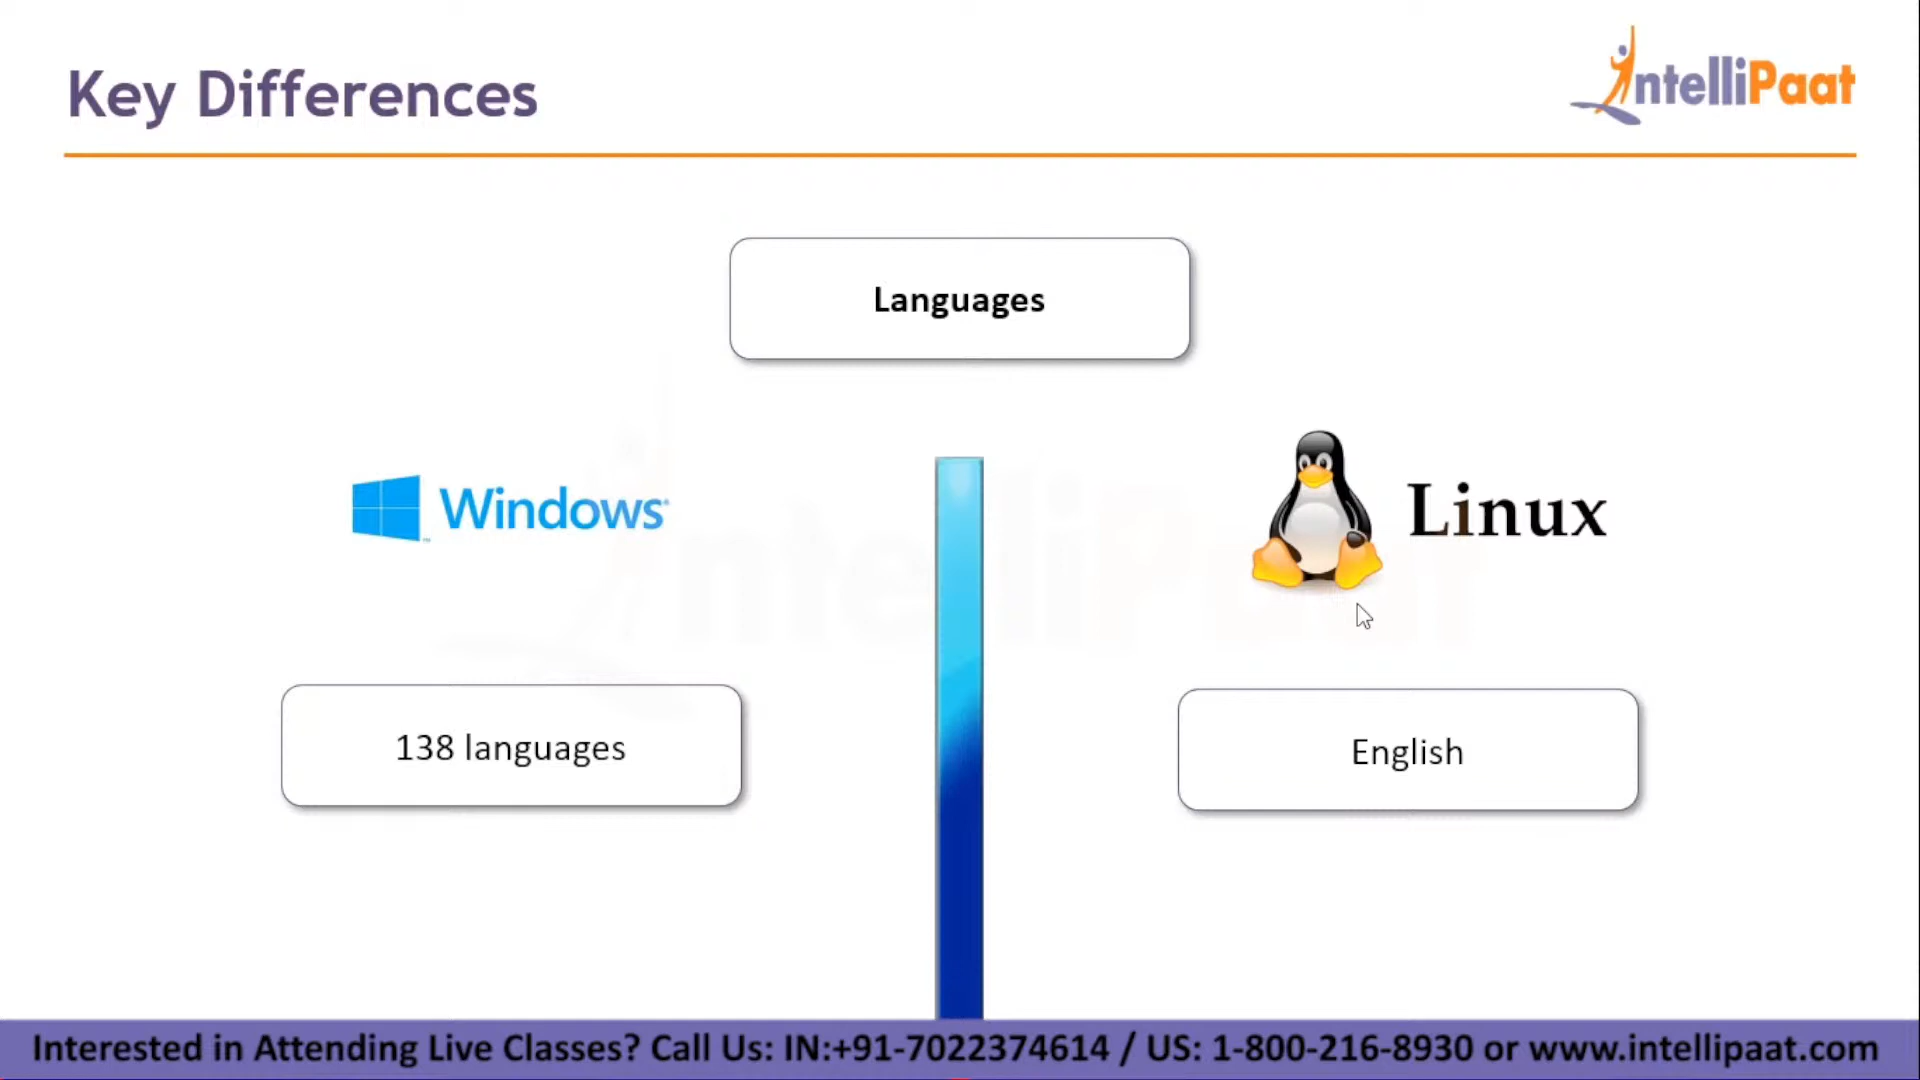 Key Differences
IntelliPaat
Languages
Windows
Linux
IntelliPaat
138 languages
English
Interested in Attending Live Classes? Call Us: IN:+91-7022374614 / US: 1-800-216-8930 or www.intellipaat.com